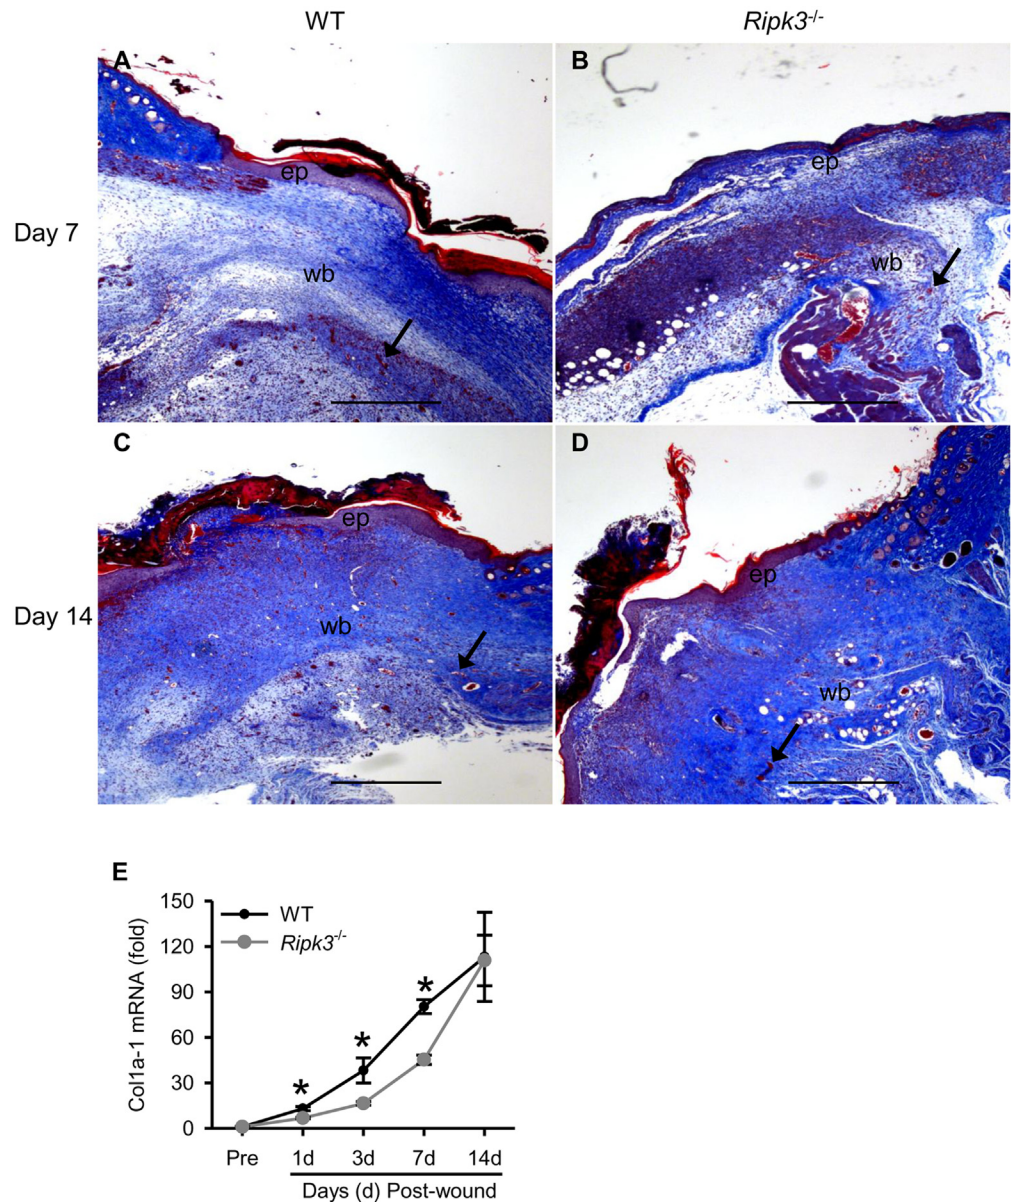 WT Ripk3-/-
A B
ep ep
Day 7
wb wb
C D
ep ep
Day 14
wb wb
E
150
120
90
60
30
0
Col1a-1 mRNA (fold)
WT
Ripk3-/-
*
*
*
Pre 1d 3d 7d 14d
Days (d) Post-wound